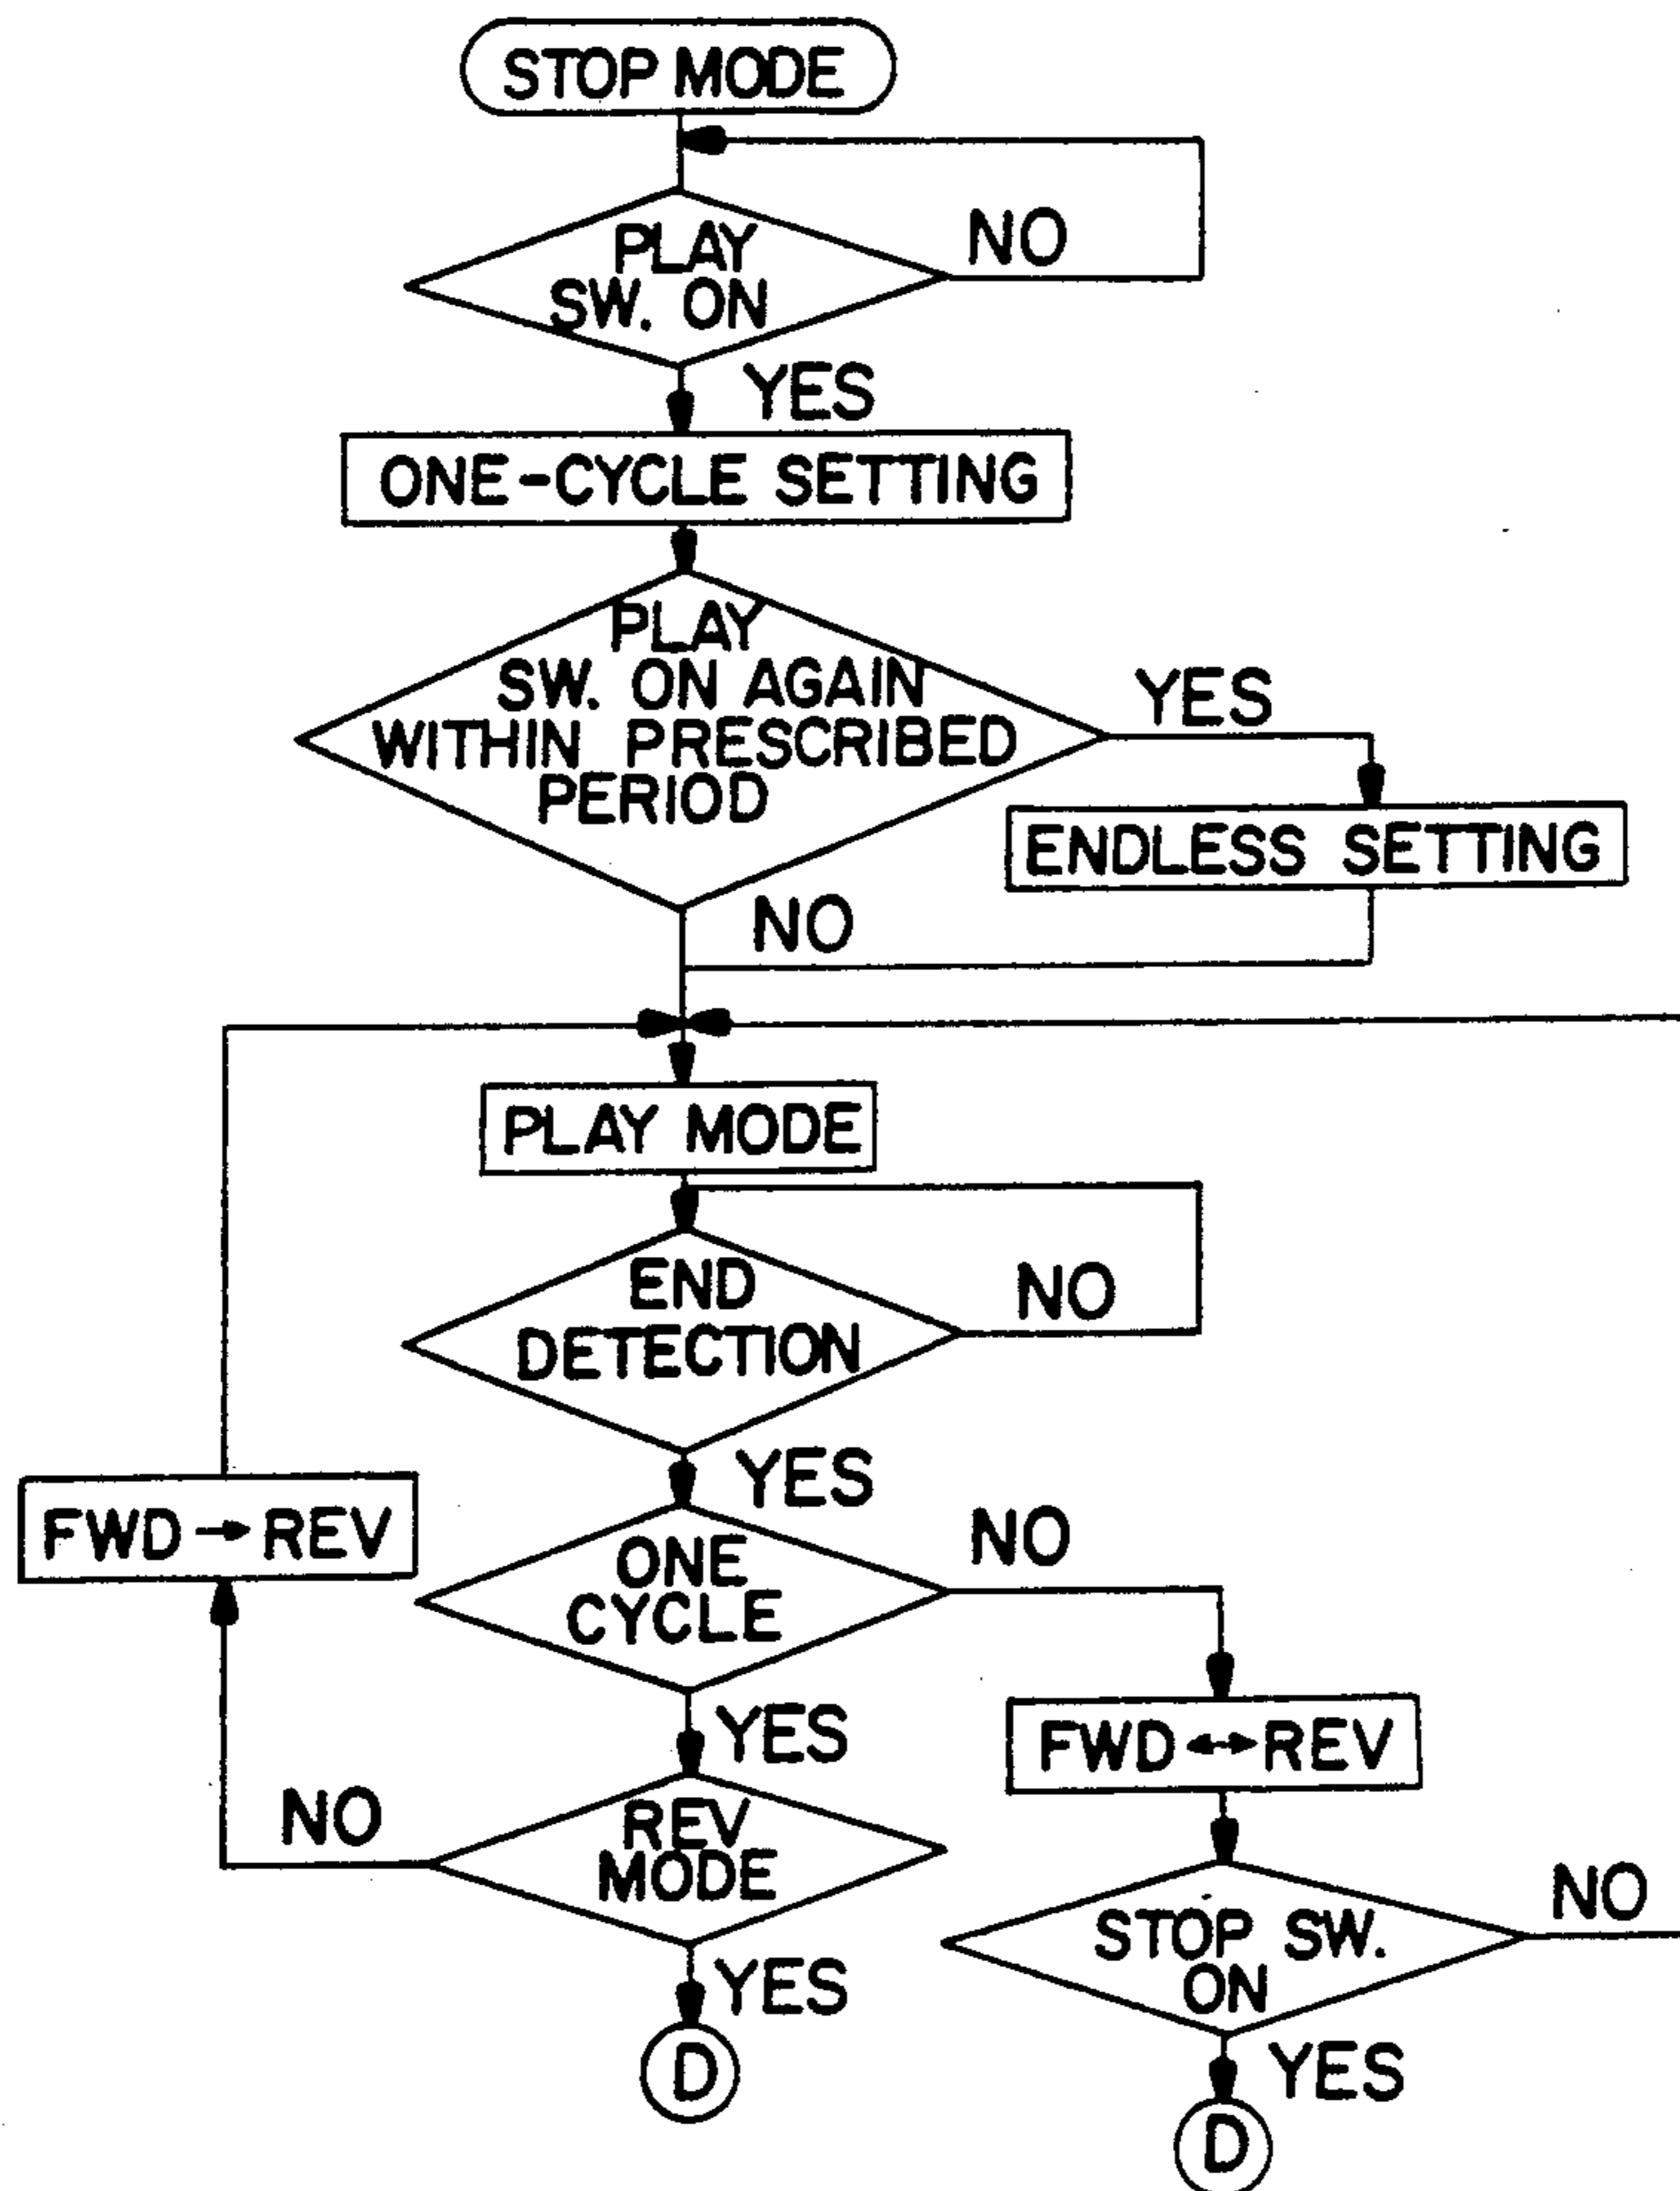 STOP MODE
PLAY
SW. ON
NO
YES
ONE-CYCLE SETTING
PLAY
SW. ON AGAIN
WITHIN PRESCRIBED
PERIOD
YES
ENDLESS SETTING
NO
PLAY MODE
END
DETECTION
NO
YES
FWD→REV
ONE
CYCLE
NO
YES
FWD↔REV
REV
MODE
NO
YES
D
STOP SW.
ON
NO
YES
D